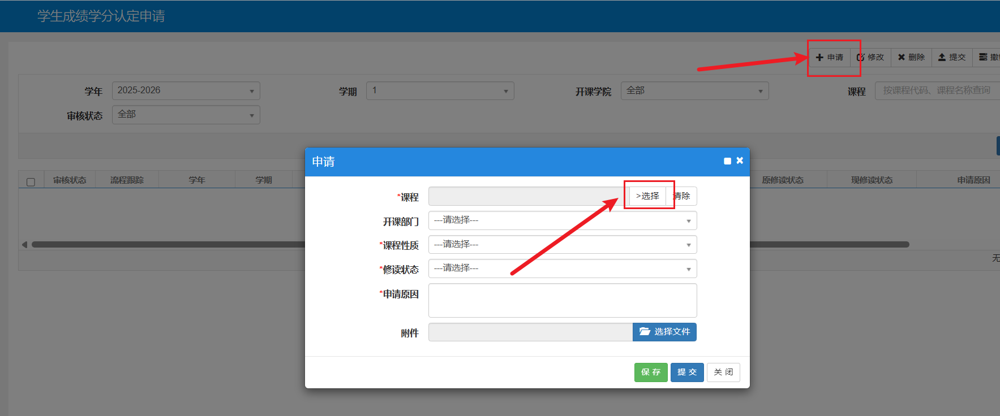 学生成绩学分认定申请
申请 修改 删除 提交
学年 2025-2026 学期 1 开课学院 全部 课程 按课程代码、课程名称查询
审核状态 全部
申请
审核状态 流程跟踪 学年 学期 原修读状态 现修读状态 申请原因
*课程 >选择 清除
开课部门 ---请选择---
*课程性质 ---请选择---
无
*修读状态 ---请选择---
*申请原因
附件 选择文件
保 存 提 交 关 闭